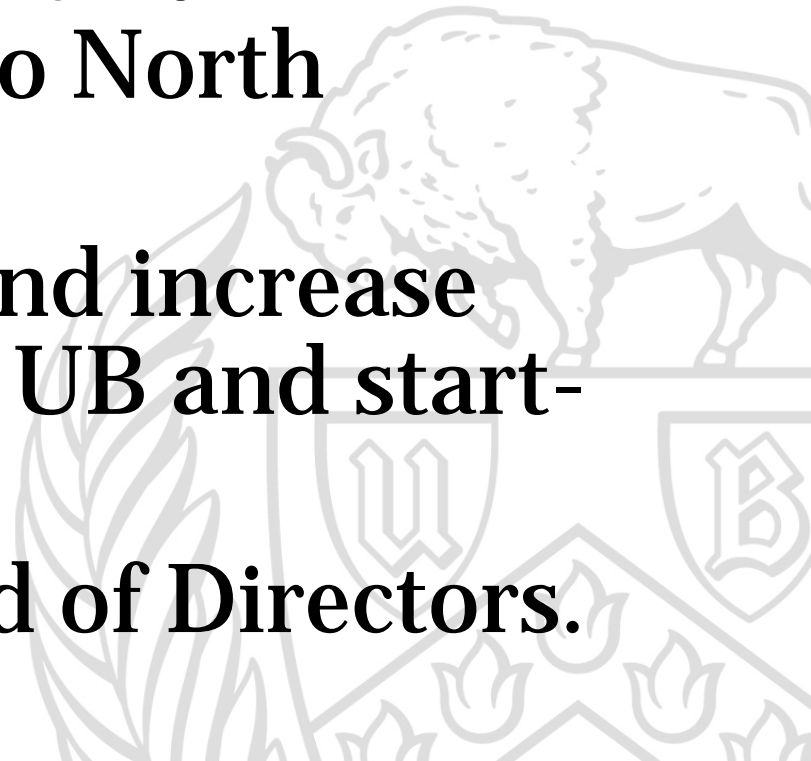 o North
nd increase
UB and start-
d of Directors.
U B